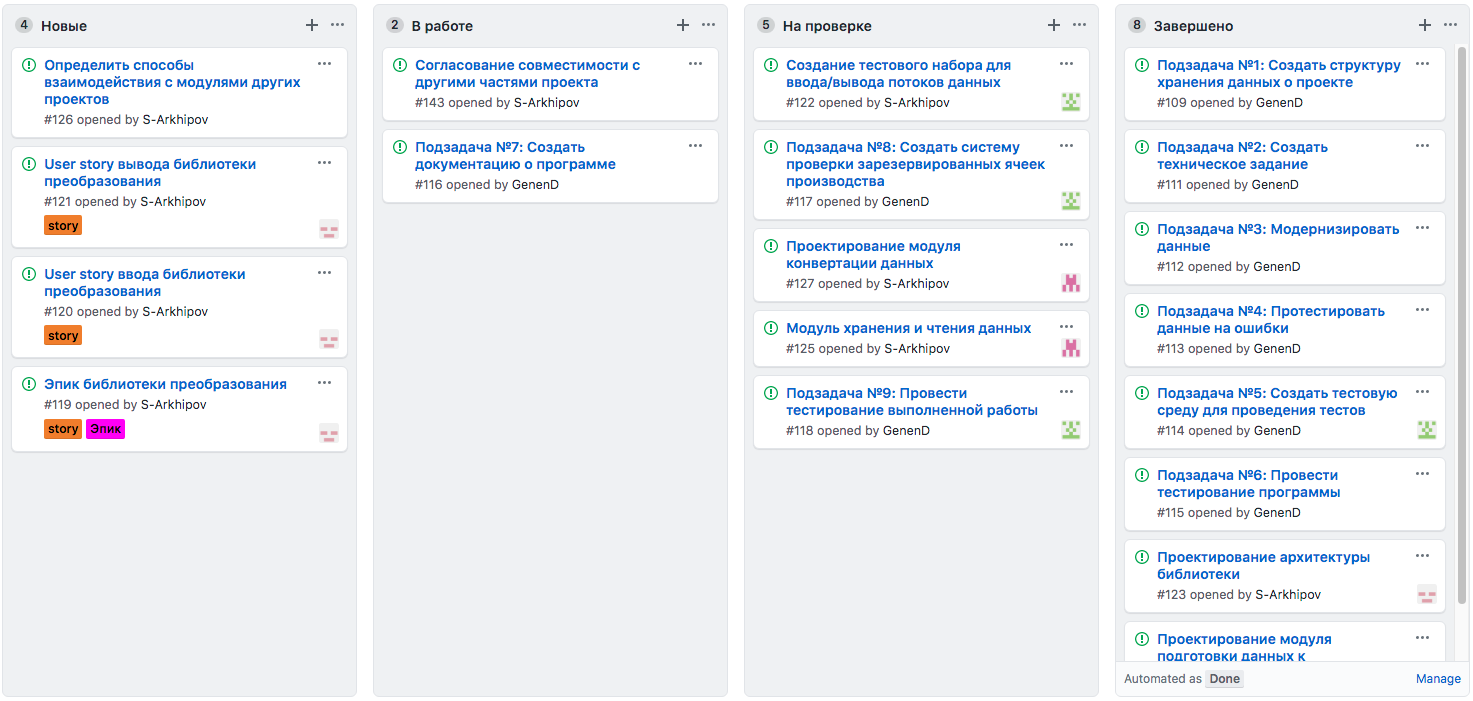 4 Новые
Определить способы
взаимодействия с модулями других
проектов
#126 opened by S-Arkhipov
User story вывода библиотеки
преобразования
#121 opened by S-Arkhipov
story
User story ввода библиотеки
преобразования
#120 opened by S-Arkhipov
story
Эпик библиотеки преобразования
#119 opened by S-Arkhipov
story Эпик
2 В работе
Согласование совместимости с
другими частями проекта
#143 opened by S-Arkhipov
Подзадача №7: Создать
документацию о программе
#116 opened by GenenD
5 На проверке
Создание тестового набора для
ввода/вывода потоков данных
#122 opened by S-Arkhipov
Подзадача №8: Создать систему
проверки зарезервированных ячеек
производства
#117 opened by GenenD
Проектирование модуля
конвертации данных
#127 opened by S-Arkhipov
Модуль хранения и чтения данных
#125 opened by S-Arkhipov
Подзадача №9: Провести
тестирование выполненной работы
#118 opened by GenenD
8 Завершено
Подзадача №1: Создать структуру
хранения данных о проекте
#109 opened by GenenD
Подзадача №2: Создать
техническое задание
#111 opened by GenenD
Подзадача №3: Модернизировать
данные
#112 opened by GenenD
Подзадача №4: Протестировать
данные на ошибки
#113 opened by GenenD
Подзадача №5: Создать тестовую
среду для проведения тестов
#114 opened by GenenD
Подзадача №6: Провести
тестирование программы
#115 opened by GenenD
Проектирование архитектуры
библиотеки
#123 opened by S-Arkhipov
Проектирование модуля
подготовки данных к
Automated as Done Manage